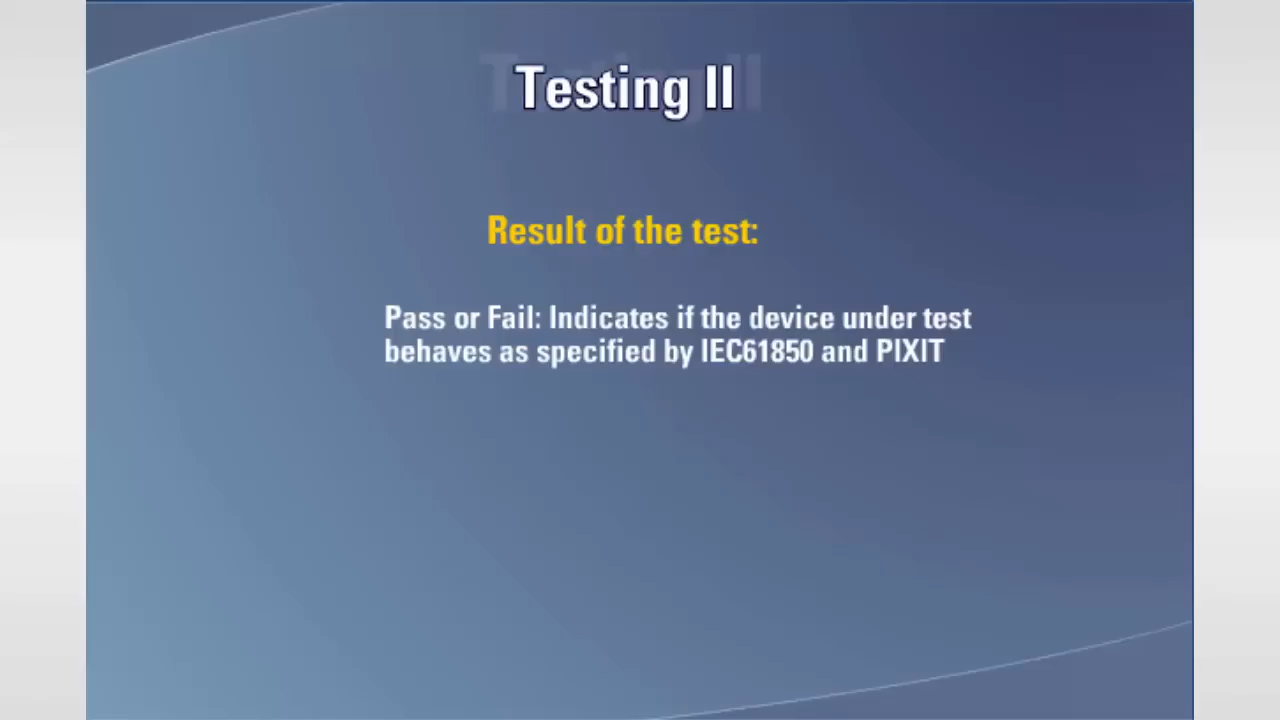 Testing II
Result of the test:
Pass or Fail: Indicates if the device under test
behaves as specified by IEC61850 and PIXIT